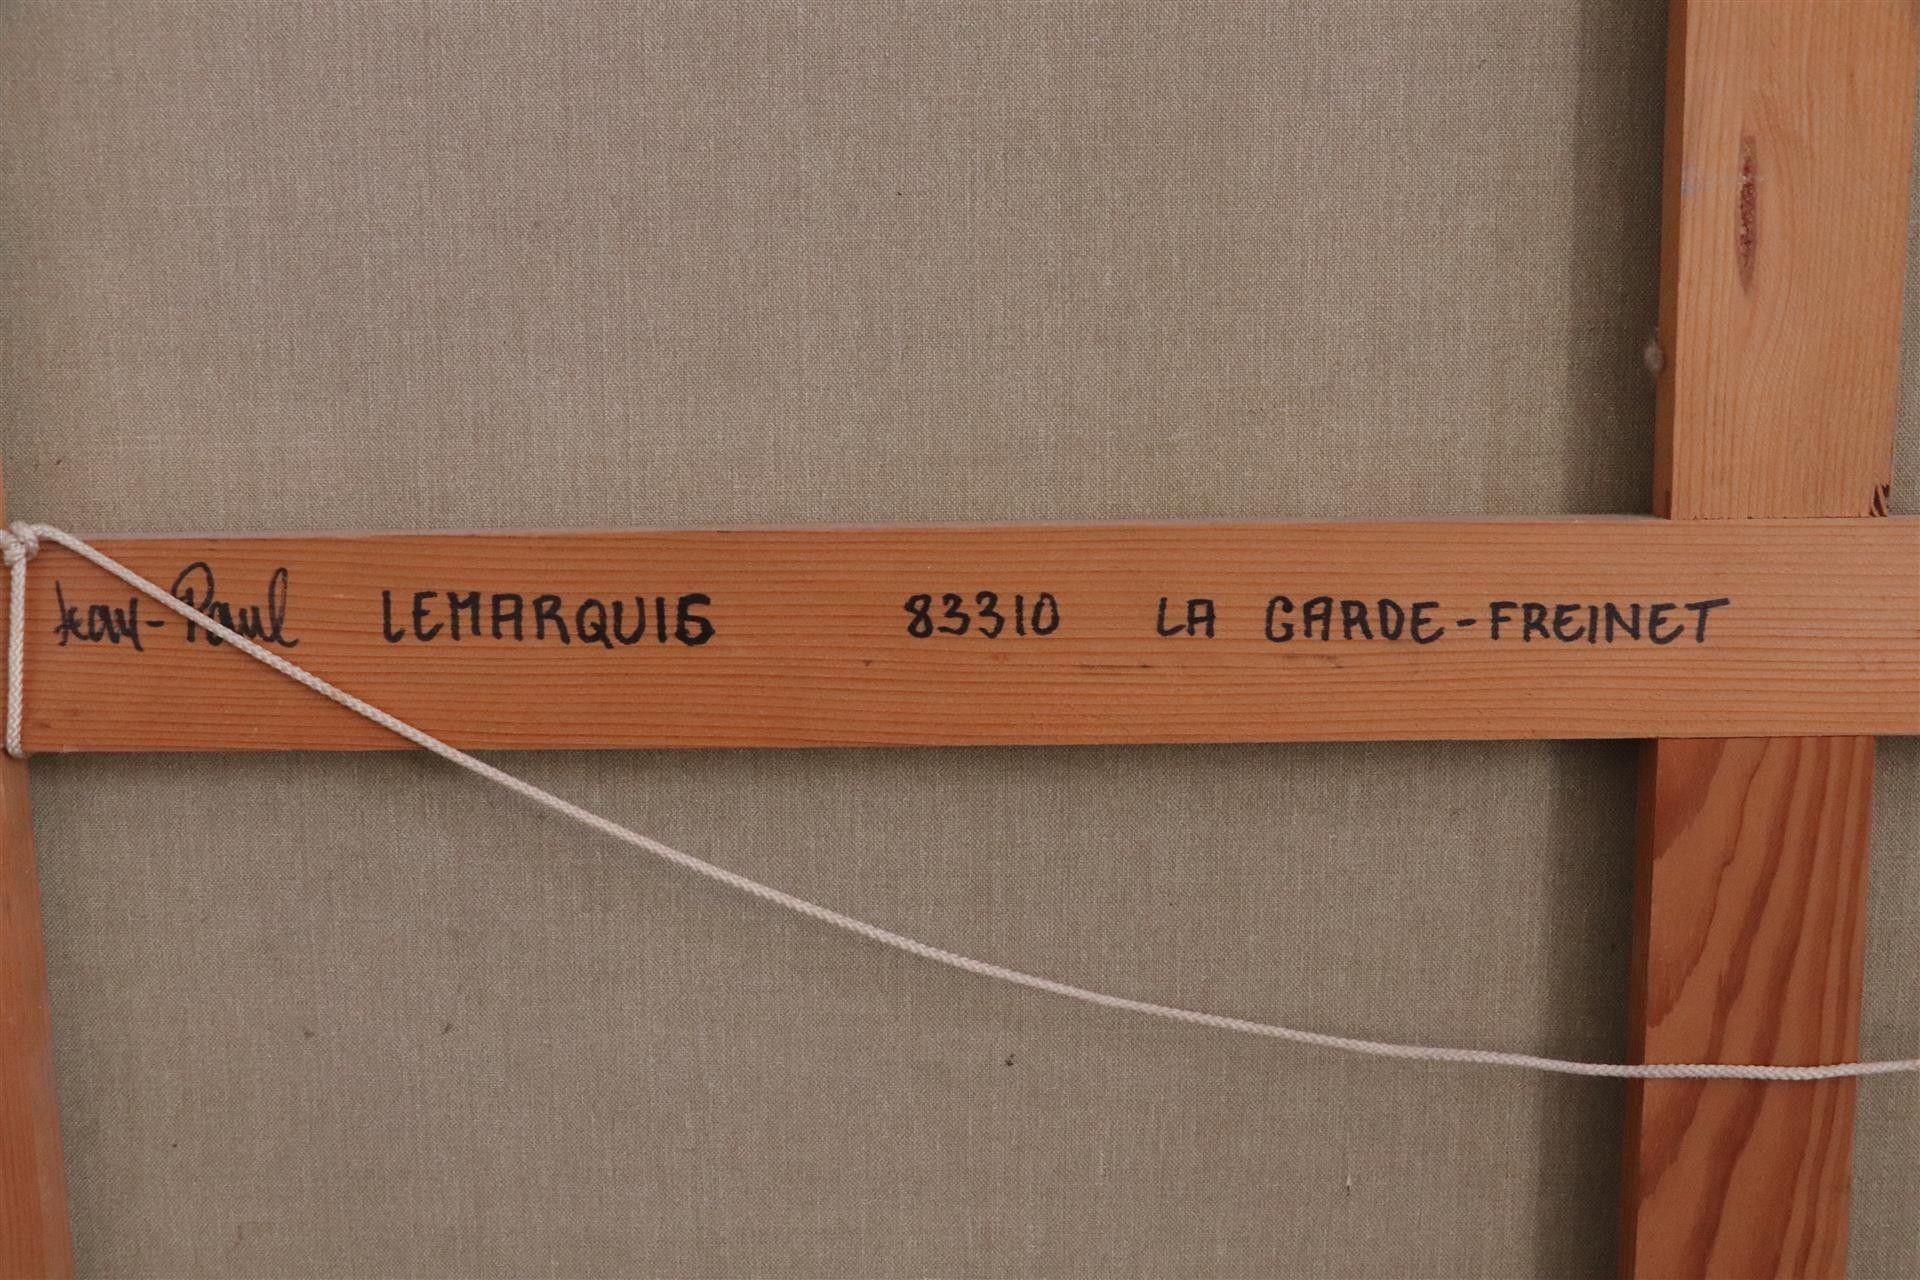 Jean-Paul LEMARQUIS 83310 LA GARDE-FREINET